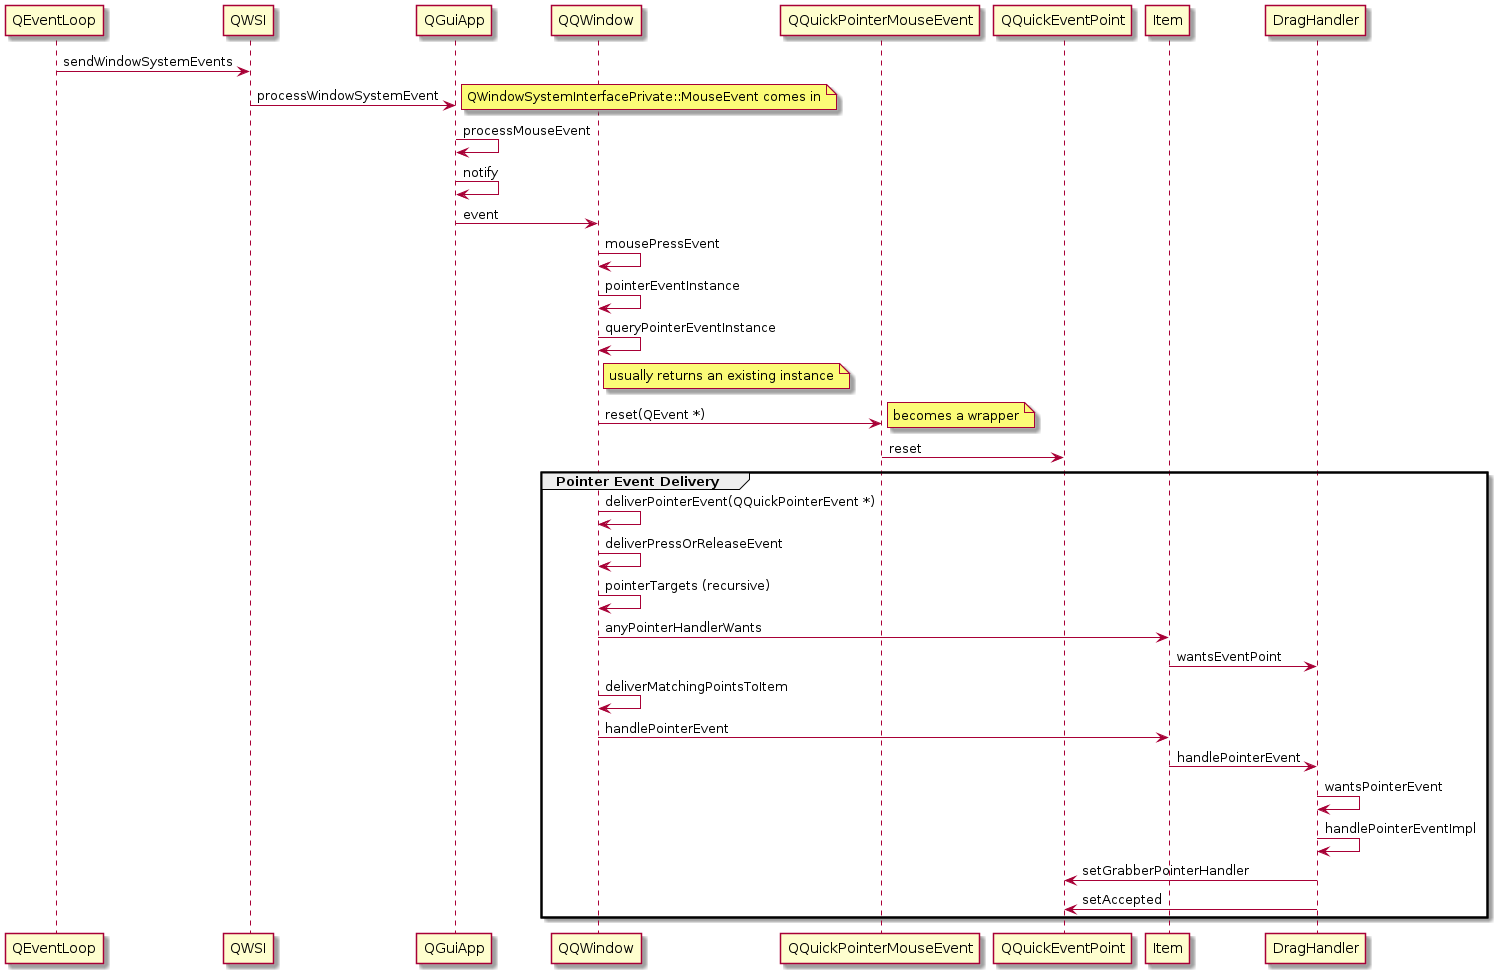 QEventLoop
QWSI
QGuiApp
QQWindow
QQuickPointerMouseEvent
QQuickEventPoint
Item
DragHandler
sendWindowSystemEvents
processWindowSystemEvent
QWindowSystemInterfacePrivate::MouseEvent comes in
processMouseEvent
notify
event
mousePressEvent
pointerEventInstance
queryPointerEventInstance
usually returns an existing instance
reset(QEvent *)
becomes a wrapper
reset
Pointer Event Delivery
deliverPointerEvent(QQuickPointerEvent *)
deliverPressOrReleaseEvent
pointerTargets (recursive)
anyPointerHandlerWants
wantsEventPoint
deliverMatchingPointsToItem
handlePointerEvent
handlePointerEvent
wantsPointerEvent
handlePointerEventImpl
setGrabberPointerHandler
setAccepted
QEventLoop
QWSI
QGuiApp
QQWindow
QQuickPointerMouseEvent
QQuickEventPoint
Item
DragHandler